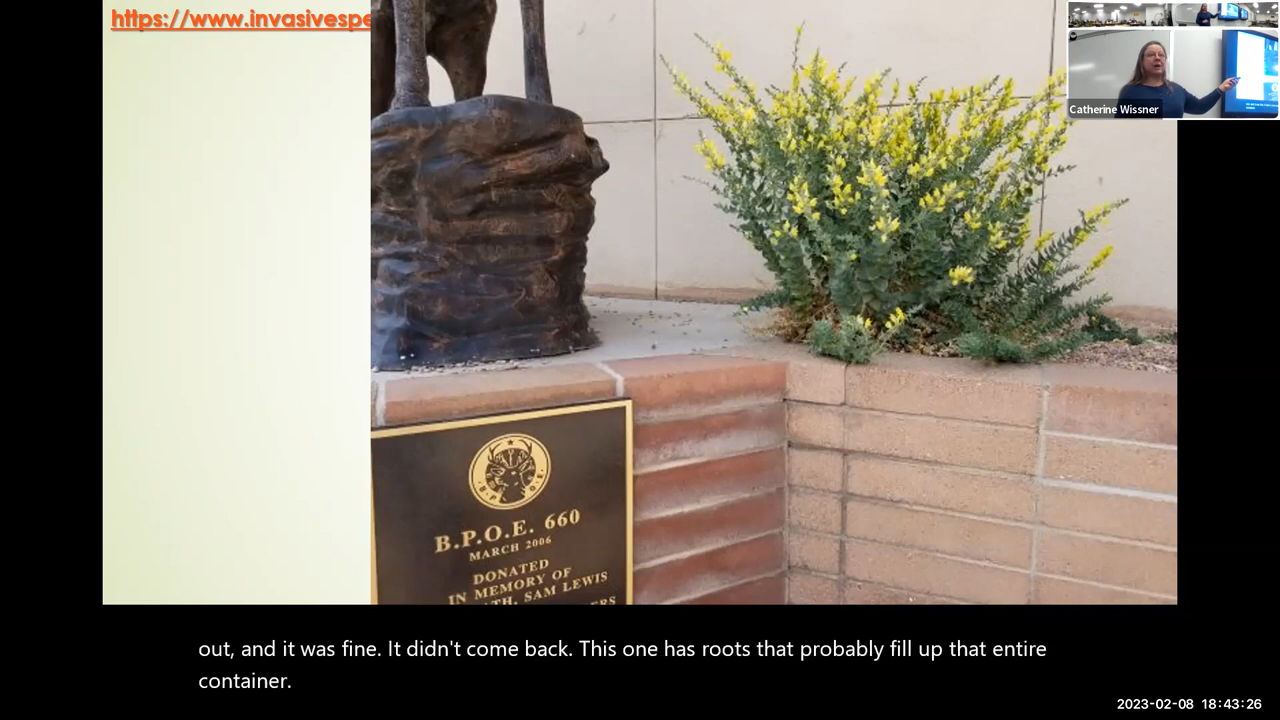 https://www.invasivespe
Catherine Wissner
B.P.O.E. 660
MARCH 2006
DONATED
IN MEMORY OF
TH, SAM LEWIS
ERS
out, and it was fine. It didn't come back. This one has roots that probably fill up that entire
container.
2023-02-08 18:43:26